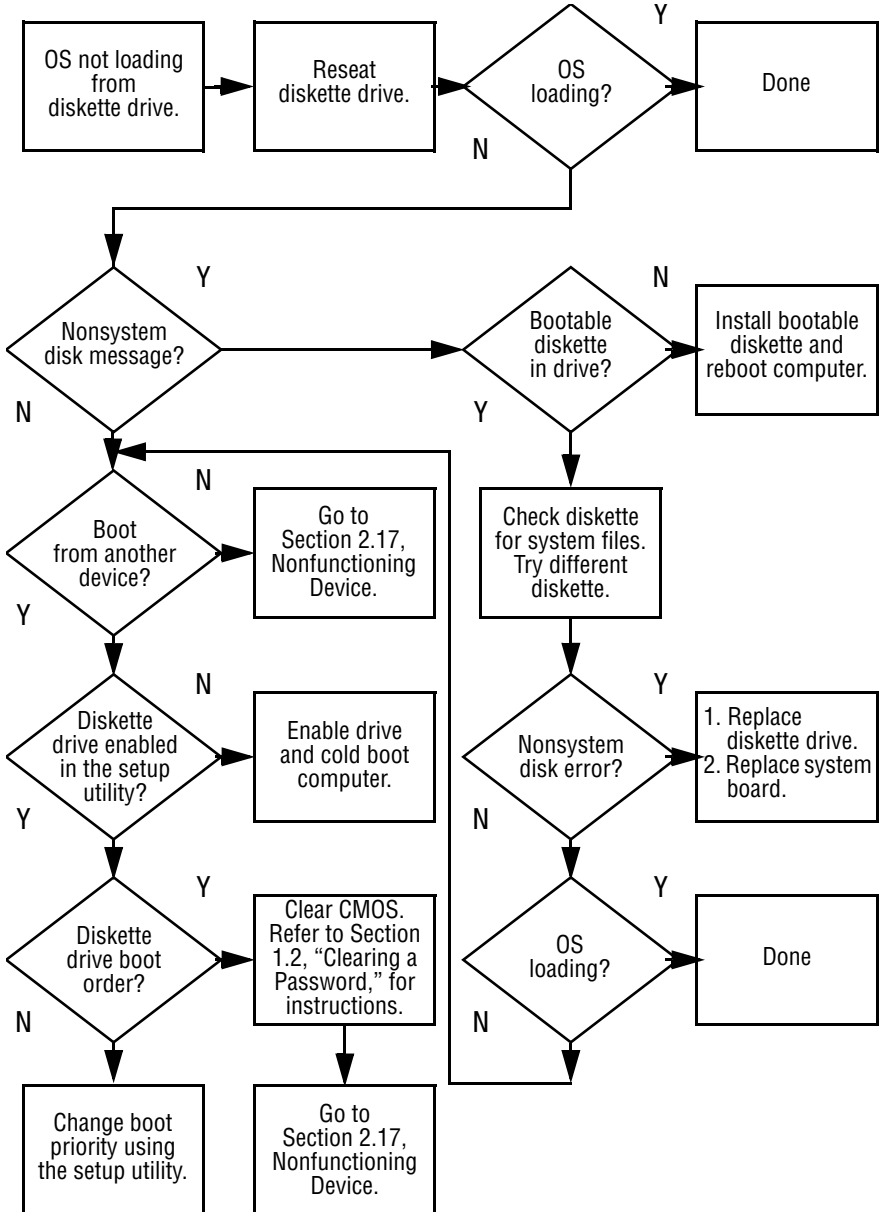 OS not loading
from
diskette drive.
Reseat
diskette drive.
OS
loading?
Y
N
Done
Nonsystem
disk message?
Y
N
Bootable
diskette
in drive?
N
Y
Install bootable
diskette and
reboot computer.
Boot
from another
device?
N
Y
Go to
Section 2.17,
Nonfunctioning
Device.
Check diskette
for system files.
Try different
diskette.
Diskette
drive enabled
in the setup
utility?
N
Y
Enable drive
and cold boot
computer.
Nonsystem
disk error?
Y
N
1. Replace
diskette drive.
2. Replace system
board.
Diskette
drive boot
order?
Y
N
Clear CMOS.
Refer to Section
1.2, “Clearing a
Password,” for
instructions.
OS
loading?
Y
N
Done
Change boot
priority using
the setup utility.
Go to
Section 2.17,
Nonfunctioning
Device.